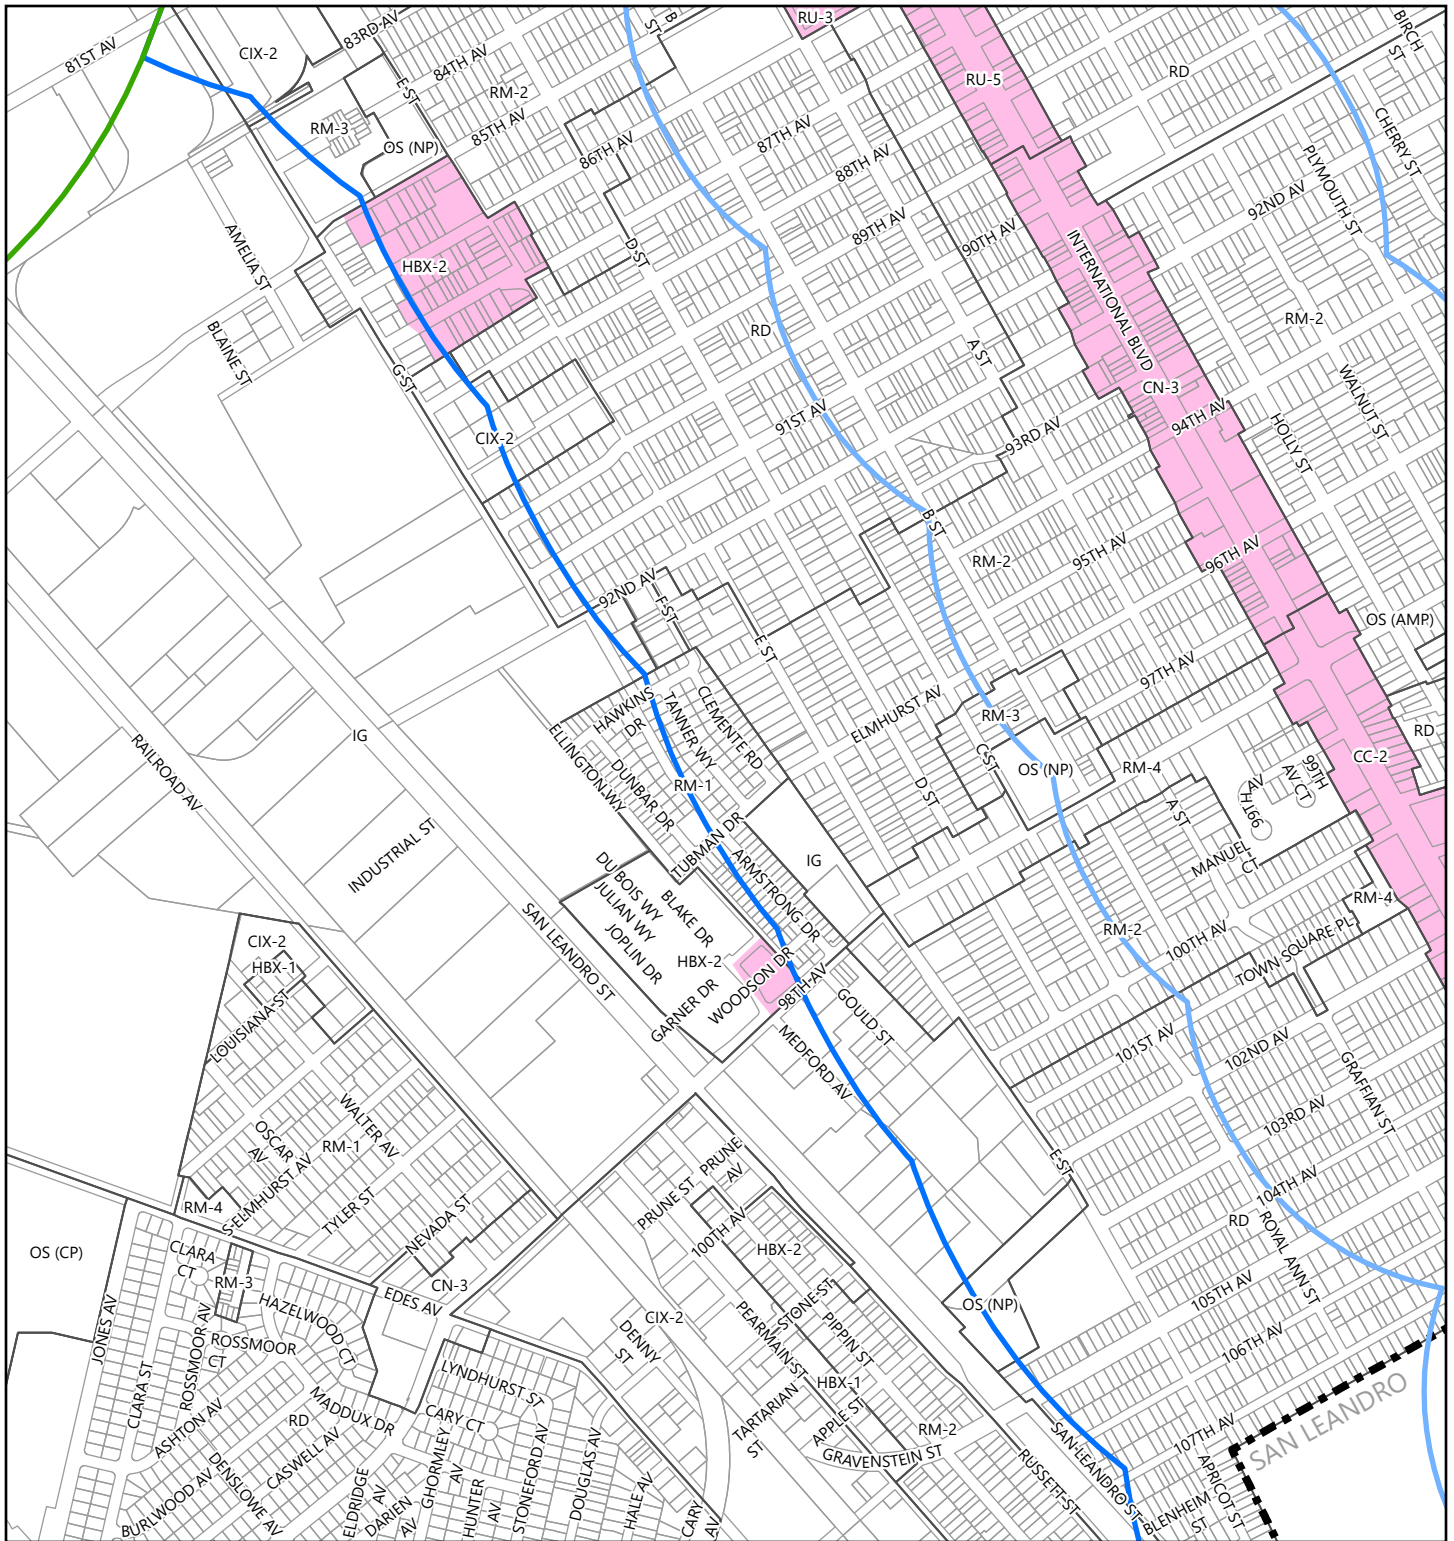 81ST AV
CIX-2
83RD AV
84TH AV
E ST
RM-2
85TH AV
RM-3
OS (NP)
86TH AV
B
ST
RU-3
RU-5
RD
BIRCH
ST
87TH AV
88TH AV
CHERRY ST
PLYMOUTH ST
92ND AV
89TH AV
90TH AV
D ST
AMELIA ST
HBX-2
INTERNATIONAL BLVD
BLAINE ST
G ST
RD
A ST
RM-2
CN-3
94TH AV
WALNUT ST
HOLLY ST
91ST AV
93RD AV
CIX-2
B ST
RM-2
95TH AV
96TH AV
92ND AV
F ST
E ST
OS (AMP)
97TH AV
ELMHURST AV
RM-3
C ST
OS (NP)
RM-4
D ST
A ST
99TH
AV
99TH
AV CT
CC-2
RD
MANUEL
CT
RM-4
HAWKINS
DR
TANNER WY
CLEMENTE RD
ELLINGTON WY
DUNBAR DR
RM-1
TUBMAN DR
ARMSTRONG DR
IG
IG
RAILROAD AV
INDUSTRIAL ST
SAN LEANDRO ST
DU BOIS WY
JULIAN WY
JOPLIN DR
BLAKE DR
HBX-2
GARNER DR
WOODSON DR
98TH AV
GOULD ST
MEDFORD AV
RM-2
100TH AV
TOWN SQUARE PL
101ST AV
102ND AV
103RD AV
GRAFFIAN ST
104TH AV
E ST
RD
ROYAL ANN ST
105TH AV
106TH AV
107TH AV
CIX-2
HBX-1
LOUISIANA ST
WALTER AV
OSCAR
AV
RM-1
S ELMHURST AV
TYLER ST
NEVADA ST
RM-4
CN-3
EDES AV
OS (CP)
CLARA
CT
RM-3
HAZELWOOD CT
ROSSMOOR
CT
JONES AV
CLARA ST
ROSSMOOR AV
ASHTON AV
RD
MADDUX DR
CASWELL AV
DENSLOWE AV
BURLWOOD AV
LYNDHURST ST
CARY CT
ELDRIDGE
AV
DARIEN
AV
GHORMLEY
AV
HUNTER
AV
STONEFORD AV
DOUGLAS AV
HALE AV
CARY
AV
PRUNE
AV
PRUNE ST
100TH AV
HBX-2
STONE ST
CIX-2
DENNY
ST
PEARMAIN ST
PIPPIN ST
HBX-1
TARTARIAN
ST
APPLE ST
RM-2
GRAVENSTEIN ST
RUSSETT ST
OS (NP)
SAN LEANDRO ST
BLENHEIM
ST
APRICOT ST
SAN LEANDRO